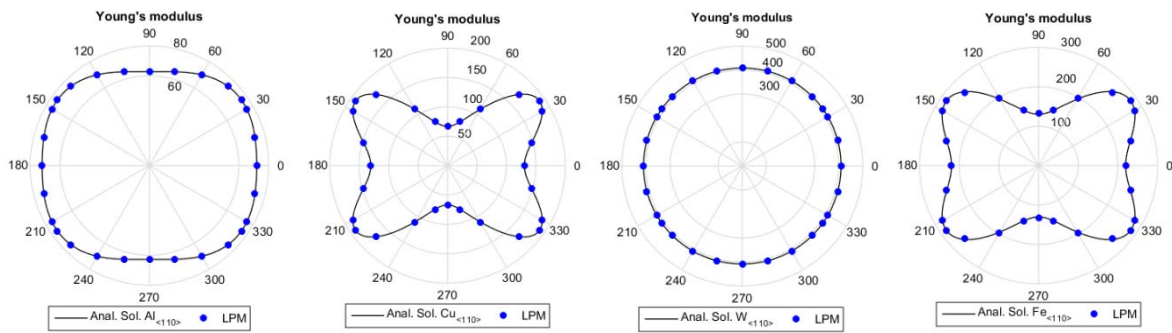 Young's modulus
90
120 80 60
60
150 30
180 0
210 330
240 300
270
Anal. Sol. Al<110> LPM
Young's modulus
90
120 200 60
150
150 100 30
50
180 0
210 330
240 300
270
Anal. Sol. Cu<110> LPM
Young's modulus
90
120 500 60
400
150 300 30
180 0
210 330
240 300
270
Anal. Sol. W<110> LPM
Young's modulus
90
120 300 60
150 200 30
100
180 0
210 330
240 300
270
Anal. Sol. Fe<110> LPM